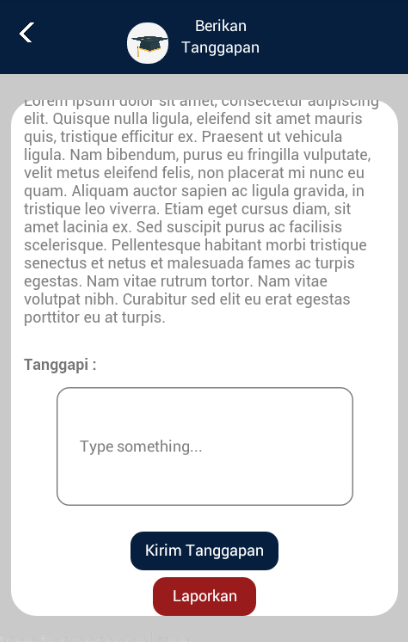 Berikan
Tanggapan
Lorem ipsum dolor sit amet, consectetur adipiscing
elit. Quisque nulla ligula, eleifend sit amet mauris
quis, tristique efficitur ex. Praesent ut vehicula
ligula. Nam bibendum, purus eu fringilla vulputate,
velit metus eleifend felis, non placerat mi nunc eu
quam. Aliquam auctor sapien ac ligula gravida, in
tristique leo viverra. Etiam eget cursus diam, sit
amet lacinia ex. Sed suscipit purus ac facilisis
scelerisque. Pellentesque habitant morbi tristique
senectus et netus et malesuada fames ac turpis
egestas. Nam vitae rutrum tortor. Nam vitae
volutpat nibh. Curabitur sed elit eu erat egestas
porttitor eu at turpis.
Tanggapi :
Type something...
Kirim Tanggapan
Laporkan